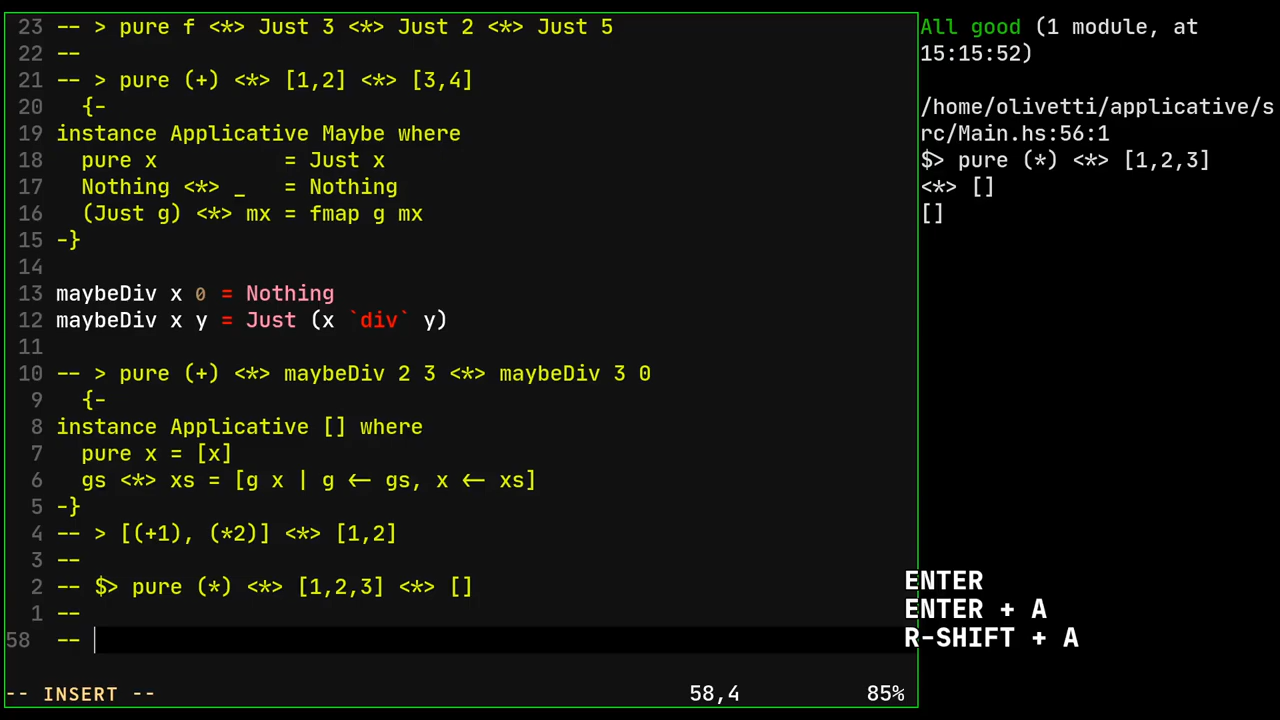 23 -- > pure f <*> Just 3 <*> Just 2 <*> Just 5
22 --
21 -- > pure (+) <*> [1,2] <*> [3,4]
20   {-
19 instance Applicative Maybe where
18   pure x          = Just x
17   Nothing <*> _   = Nothing
16   (Just g) <*> mx = fmap g mx
15 -}
14
13 maybeDiv x 0 = Nothing
12 maybeDiv x y = Just (x `div` y)
11
10 -- > pure (+) <*> maybeDiv 2 3 <*> maybeDiv 3 0
9   {-
8 instance Applicative [] where
7   pure x = [x]
6   gs <*> xs = [g x | g <- gs, x <- xs]
5 -}
4 -- > [(+1), (*2)] <*> [1,2]
3 --
2 -- $> pure (*) <*> [1,2,3] <*> []
1 --
58 --
-- INSERT -- 58,4 85%
All good (1 module, at
15:15:52)
/home/olivetti/applicative/s
rc/Main.hs:56:1
$> pure (*) <*> [1,2,3]
<*> []
[]
ENTER
ENTER + A
R-SHIFT + A